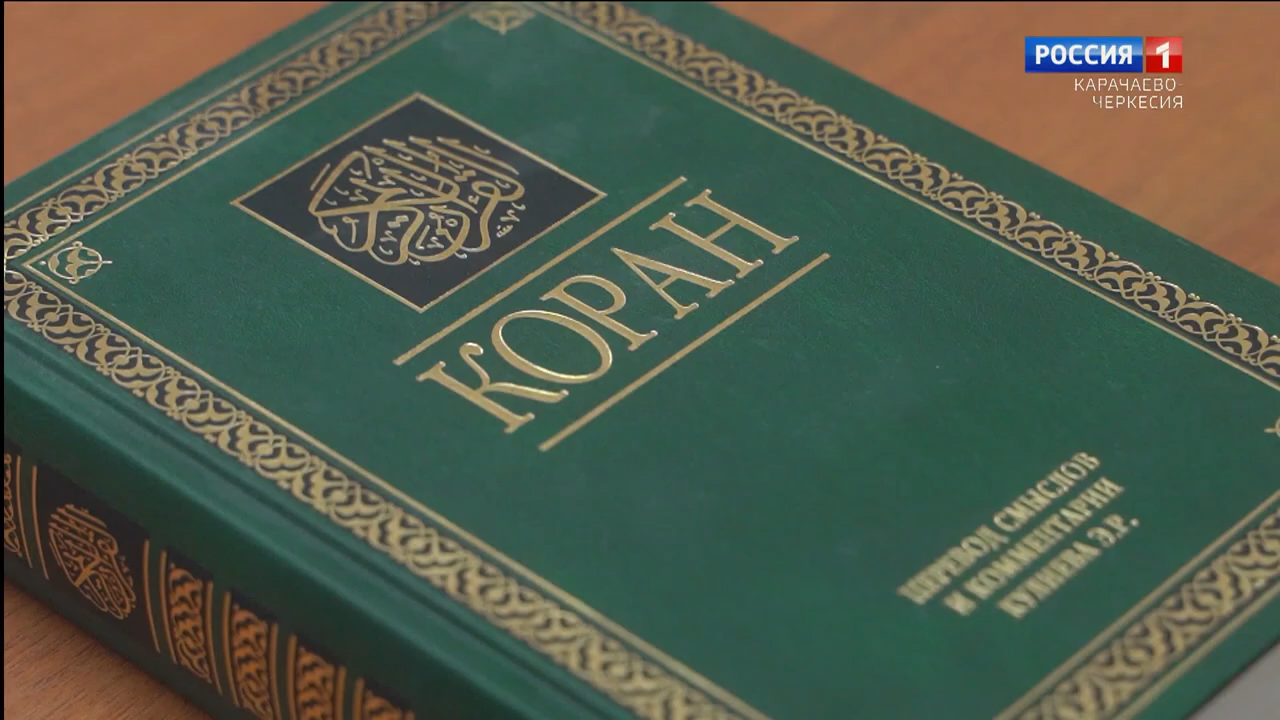 РОССИЯ 1
КАРАЧАЕВО-
ЧЕРКЕСИЯ
КОРАН
ПЕРЕВОД СМЫСЛОВ
И КОММЕНТАРИИ
КУЛИЕВА Э.Р.